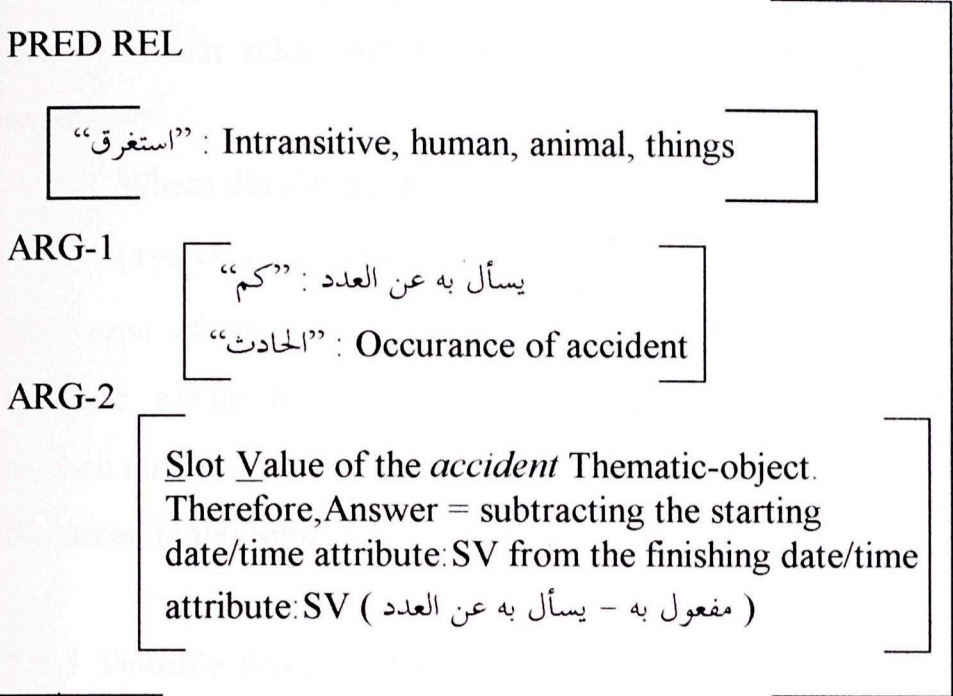 PRED REL
“استغرق” : Intransitive, human, animal, things
ARG-1
“كم” : يسأل به عن العدد
“الحادث” : Occurance of accident
ARG-2
Slot Value of the accident Thematic-object.
Therefore,Answer = subtracting the starting
date/time attribute:SV from the finishing date/time
attribute:SV ( مفعول به – يسأل به عن العدد )